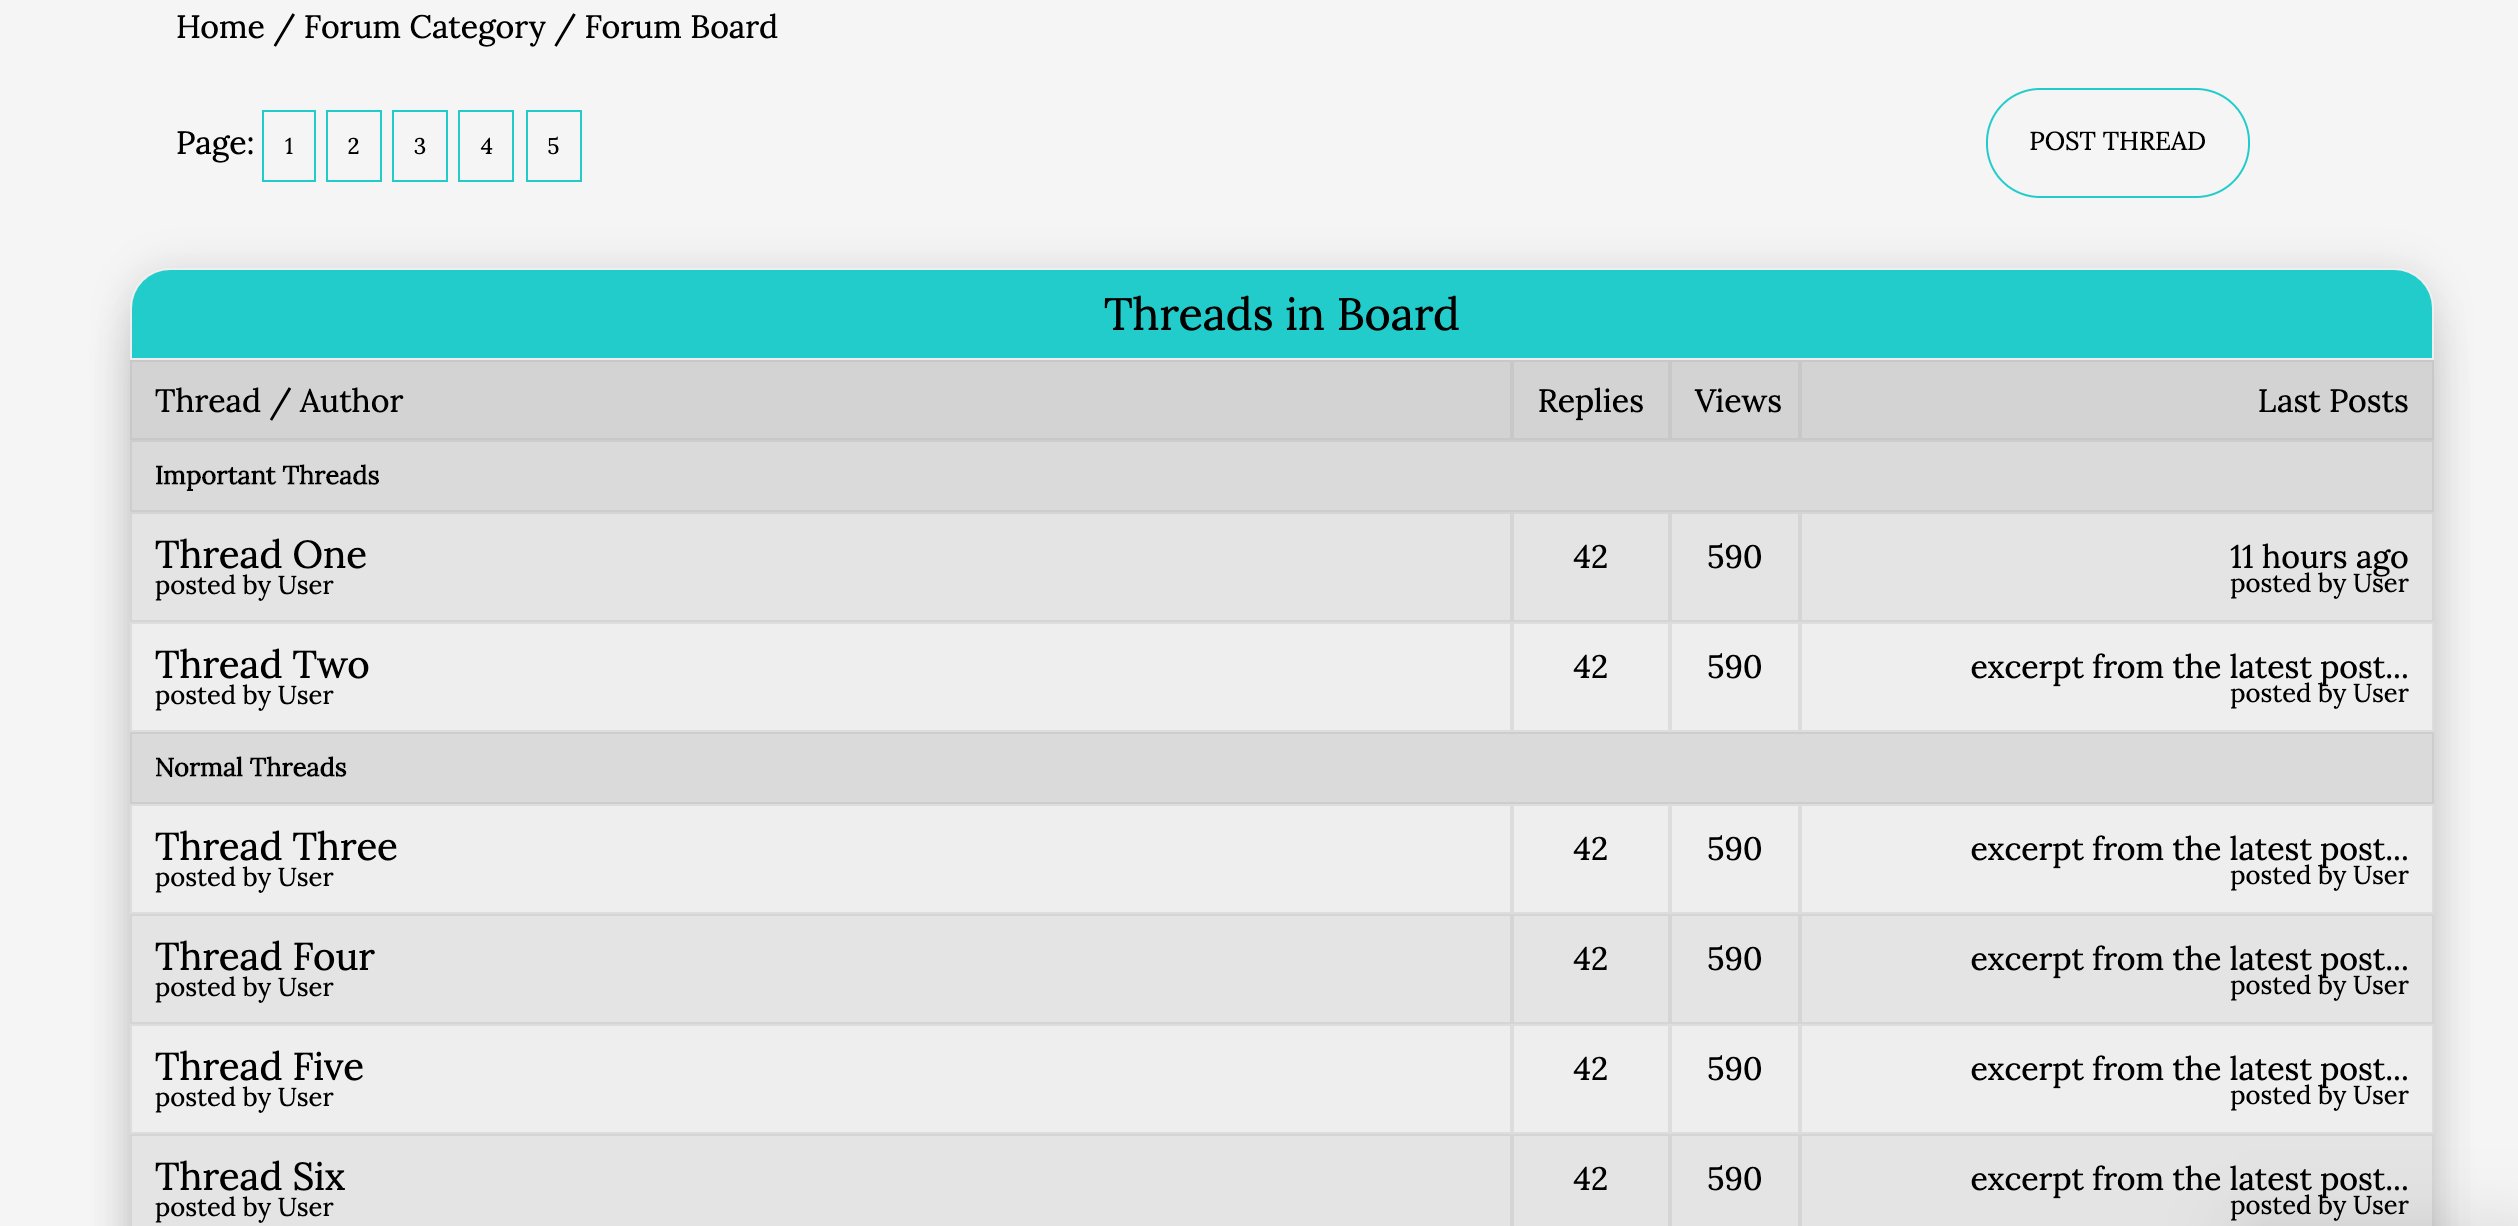 Home / Forum Category / Forum Board
Page: 1 2 3 4 5
POST THREAD
Threads in Board
Thread / Author Replies Views Last Posts
Important Threads
Thread One 42 590 11 hours ago
posted by User posted by User
Thread Two 42 590 excerpt from the latest post...
posted by User posted by User
Normal Threads
Thread Three 42 590 excerpt from the latest post...
posted by User posted by User
Thread Four 42 590 excerpt from the latest post...
posted by User posted by User
Thread Five 42 590 excerpt from the latest post...
posted by User posted by User
Thread Six 42 590 excerpt from the latest post...
posted by User posted by User